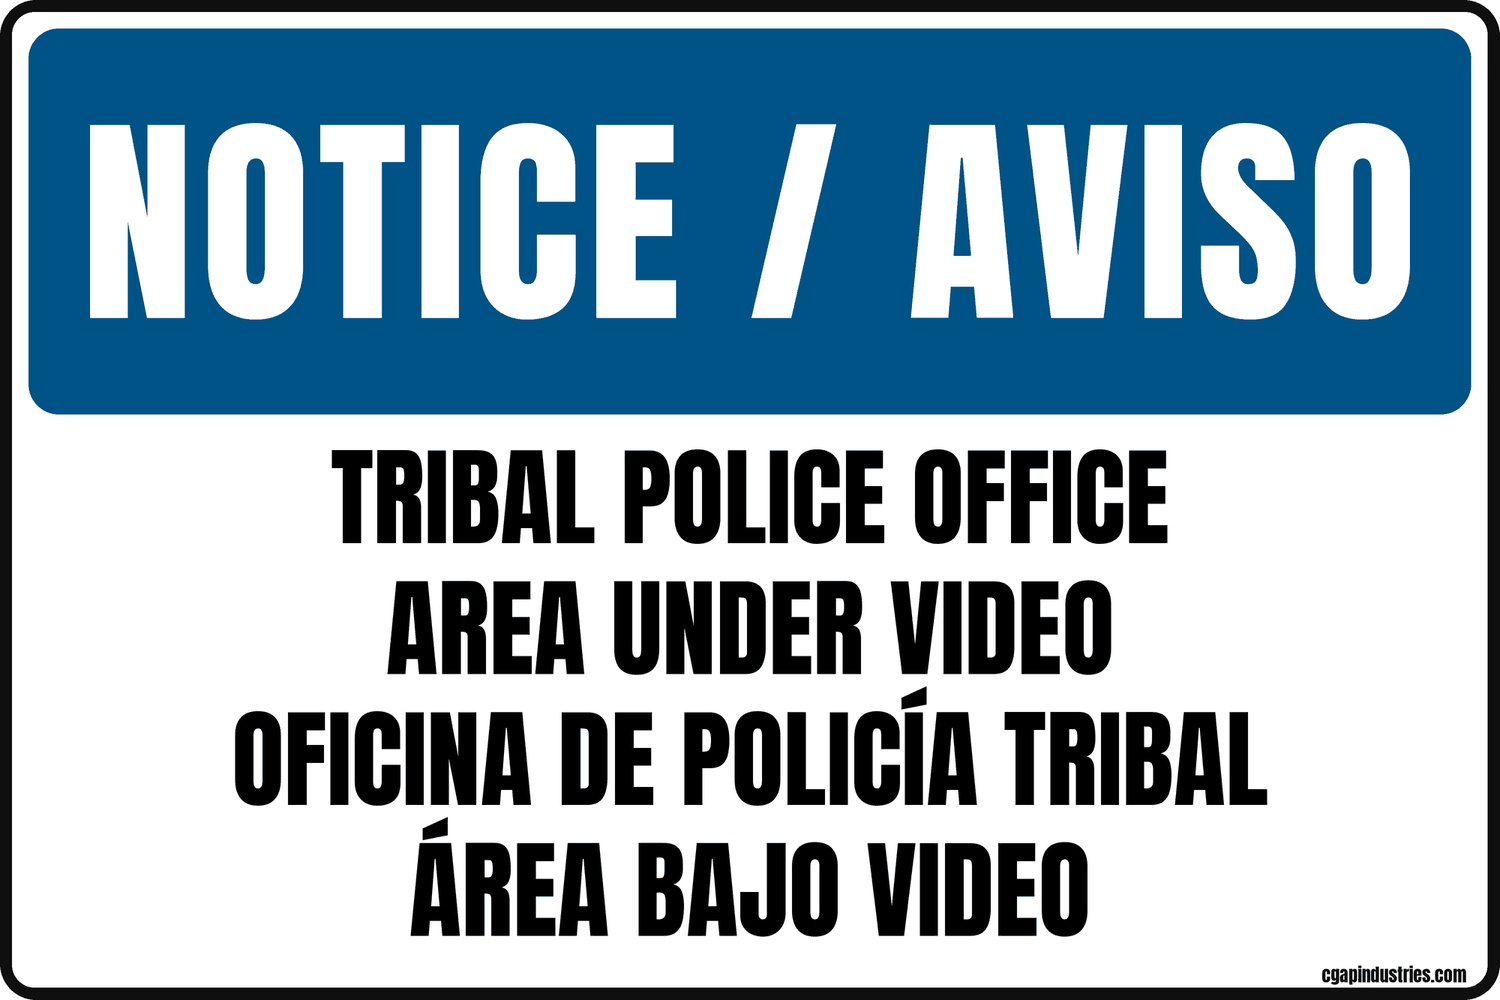 NOTICE / AVISO
TRIBAL POLICE OFFICE
AREA UNDER VIDEO
OFICINA DE POLICÍA TRIBAL
ÁREA BAJO VIDEO
cgapindustries.com